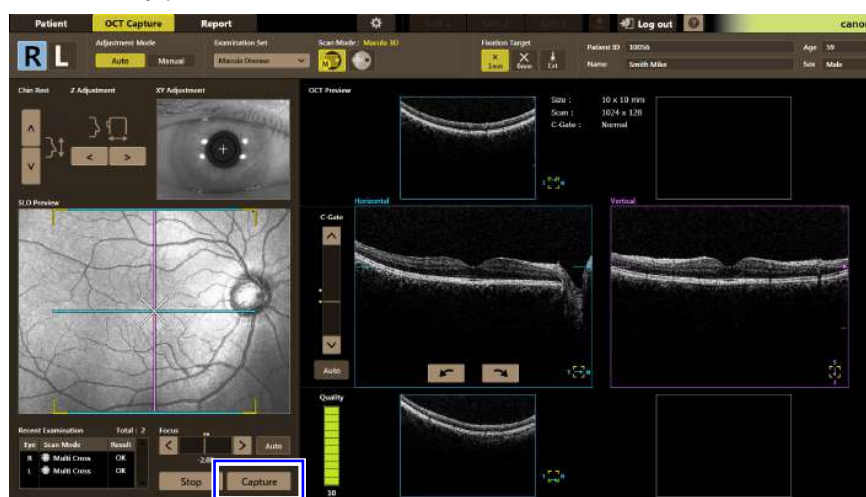 Patient OCT Capture Report Log out ? cano
R L
Adjustment Mode Examination Set Scan Mode : Macula 3D Fixation Target Patient ID 10056 Age 59
Auto Manual Macula Disease Ext Name Smith Mike Sex Male
Chin Rest Z Adjustment XY Adjustment OCT Preview
Size : 10 x 10 mm
Scan : 1024 x 128
C-Gate : Normal
SLO Preview Horizontal Vertical
C-Gate
Auto
Quality
Recent Examination Total : 2 Focus
Eye Scan Mode Result
R Multi Cross OK
L Multi Cross OK
Auto
Stop Capture
10